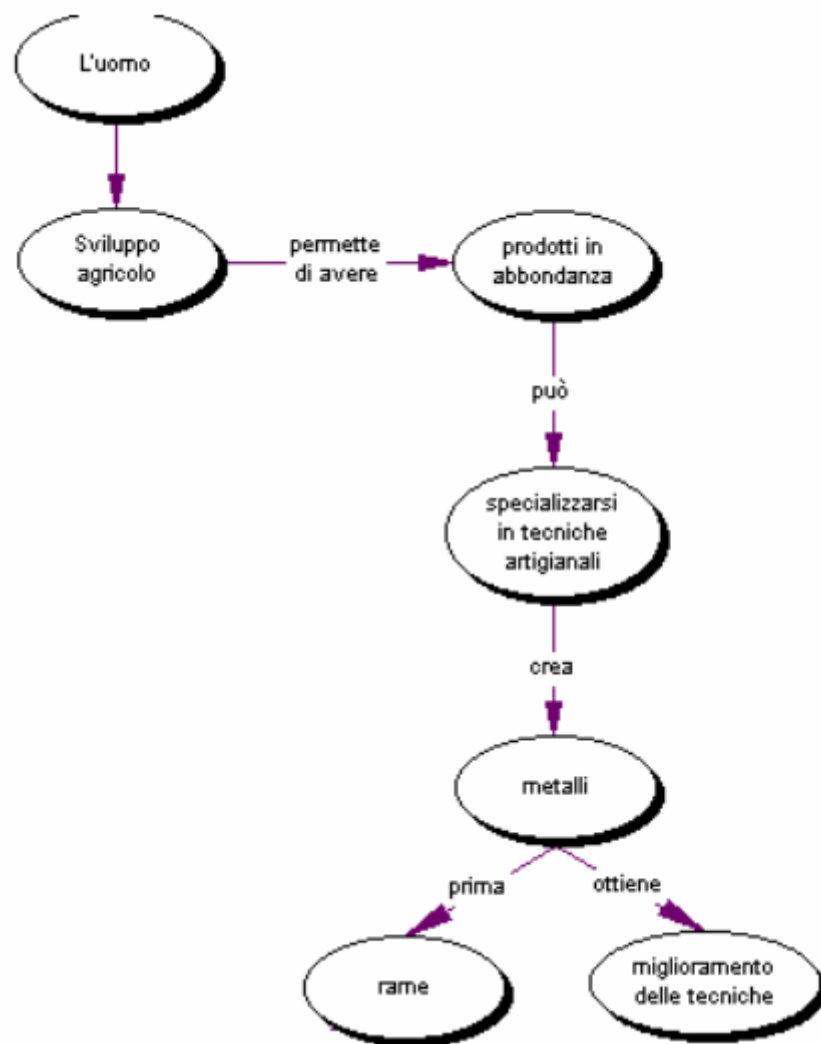 L'uomo
Sviluppo
agricolo
permette
di avere
prodotti in
abbondanza
può
specializzarsi
in tecniche
artigianali
crea
metalli
prima
ottiene
rame
miglioramento
delle tecniche